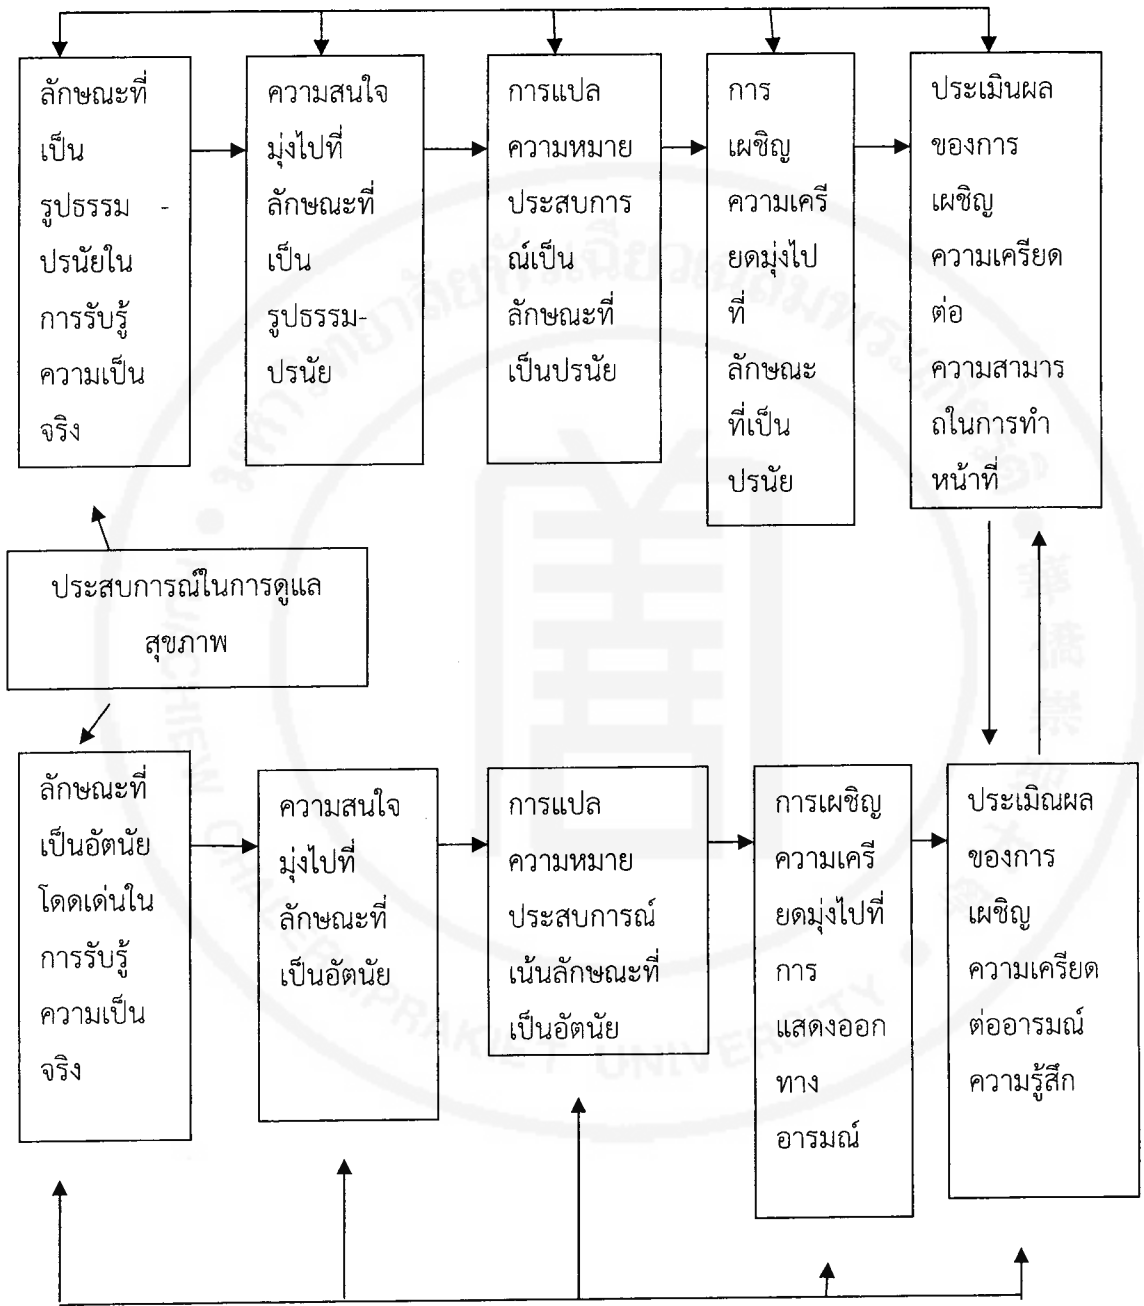 ลักษณะที่
เป็น
รูปธรรม -
ปรนัยใน
การรับรู้
ความเป็น
จริง
ความสนใจ
มุ่งไปที่
ลักษณะที่
เป็น
รูปธรรม-
ปรนัย
การแปล
ความหมาย
ประสบการ
ณ์เป็น
ลักษณะที่
เป็นปรนัย
การ
เผชิญ
ความเครี
ยดมุ่งไป
ที่
ลักษณะ
ที่เป็น
ปรนัย
ประเมินผล
ของการ
เผชิญ
ความเครียด
ต่อ
ความสามาร
ถในการทำ
หน้าที่
ประสบการณ์ในการดูแล
สุขภาพ
ลักษณะที่
เป็นอัตนัย
โดดเด่นใน
การรับรู้
ความเป็น
จริง
ความสนใจ
มุ่งไปที่
ลักษณะที่
เป็นอัตนัย
การแปล
ความหมาย
ประสบการณ์
เน้นลักษณะที่
เป็นอัตนัย
การเผชิญ
ความเครี
ยดมุ่งไปที่
การ
แสดงออก
ทาง
อารมณ์
ประเมิณผล
ของการ
เผชิญ
ความเครียด
ต่ออารมณ์
ความรู้สึก